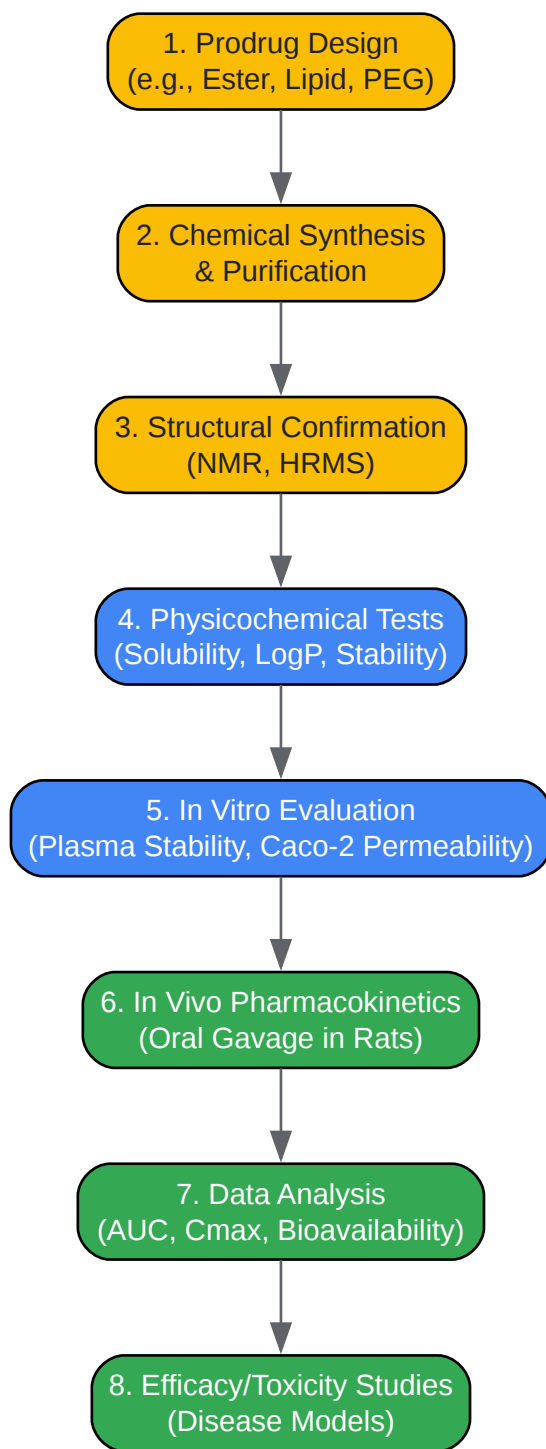 1. Prodrug Design
(e.g., Ester, Lipid, PEG)
2. Chemical Synthesis
& Purification
3. Structural Confirmation
(NMR, HRMS)
4. Physicochemical Tests
(Solubility, LogP, Stability)
5. In Vitro Evaluation
(Plasma Stability, Caco-2 Permeability)
6. In Vivo Pharmacokinetics
(Oral Gavage in Rats)
7. Data Analysis
(AUC, Cmax, Bioavailability)
8. Efficacy/Toxicity Studies
(Disease Models)